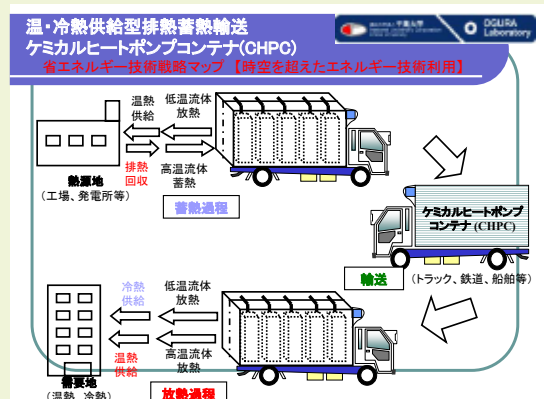 温・冷熱供給型排熱蓄熱輸送
ケミカルヒートポンプコンテナ(CHPC)
省エネルギー技術戦略マップ 【時空を超えたエネルギー技術利用】
OGURA
Laboratory
温熱
供給
低温流体
放熱
排熱
回収
高温流体
蓄熱
熱源地
（工場、発電所等）
蓄熱過程
ケミカルヒートポンプ
コンテナ (CHPC)
輸送
（トラック、鉄道、船舶等）
冷熱
供給
低温流体
放熱
温熱
供給
高温流体
放熱
需要地
（温熱、冷熱）
放熱過程